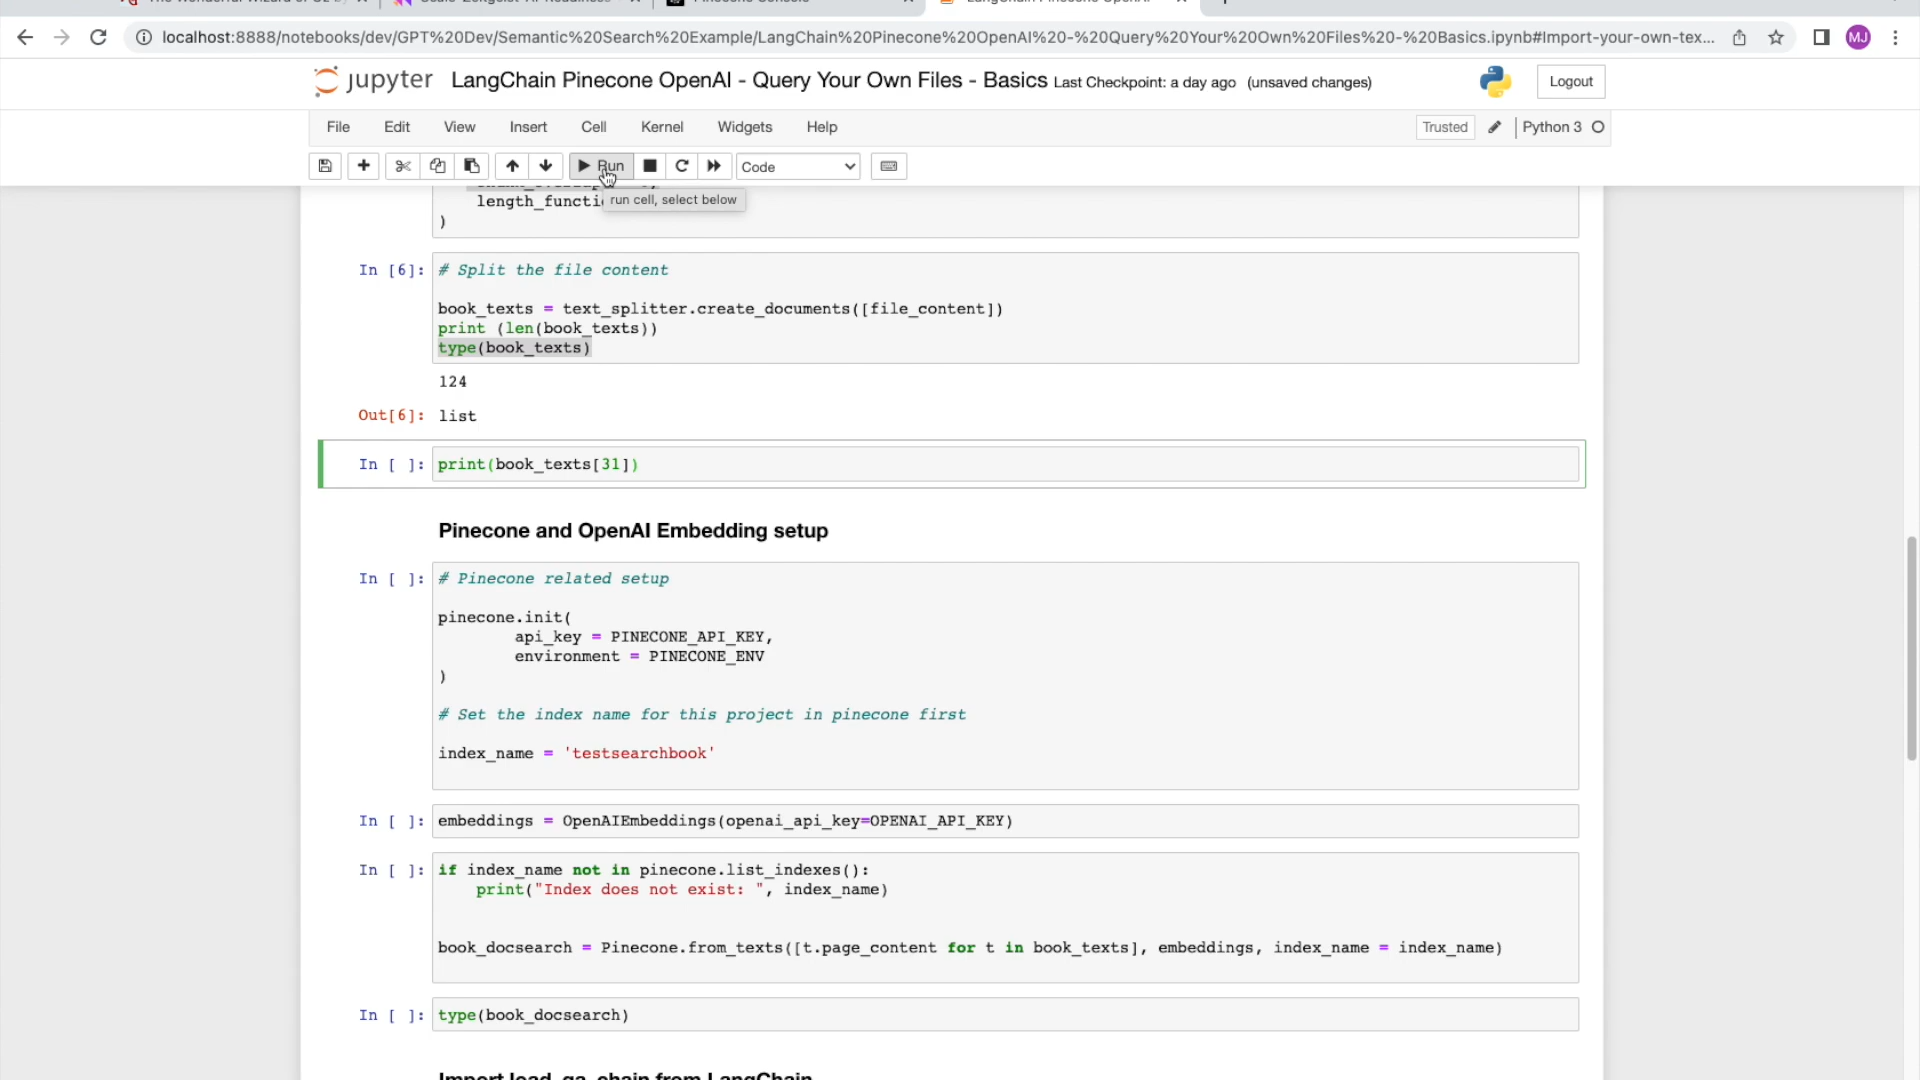 Pinecone Console
localhost:8888/notebooks/dev/GPT%20Dev/Semantic%20Search%20Example/LangChain%20Pinecone%20OpenAI%20-%20Query%20Your%20Own%20Files%20-%20Basics.ipynb#Import-your-own-tex... MJ
jupyter LangChain Pinecone OpenAI - Query Your Own Files - Basics Last Checkpoint: a day ago (unsaved changes) Logout
File Edit View Insert Cell Kernel Widgets Help Trusted Python 3
Run Code
run cell, select below
length_functi
)
In [6]: # Split the file content
book_texts = text_splitter.create_documents([file_content])
print (len(book_texts))
type(book_texts)
124
Out[6]: list
In [ ]: print(book_texts[31])
Pinecone and OpenAI Embedding setup
In [ ]: # Pinecone related setup
pinecone.init(
api_key = PINECONE_API_KEY,
environment = PINECONE_ENV
)
# Set the index name for this project in pinecone first
index_name = 'testsearchbook'
In [ ]: embeddings = OpenAIEmbeddings(openai_api_key=OPENAI_API_KEY)
In [ ]: if index_name not in pinecone.list_indexes():
print("Index does not exist: ", index_name)
book_docsearch = Pinecone.from_texts([t.page_content for t in book_texts], embeddings, index_name = index_name)
In [ ]: type(book_docsearch)
Import load_qa_chain from LangChain